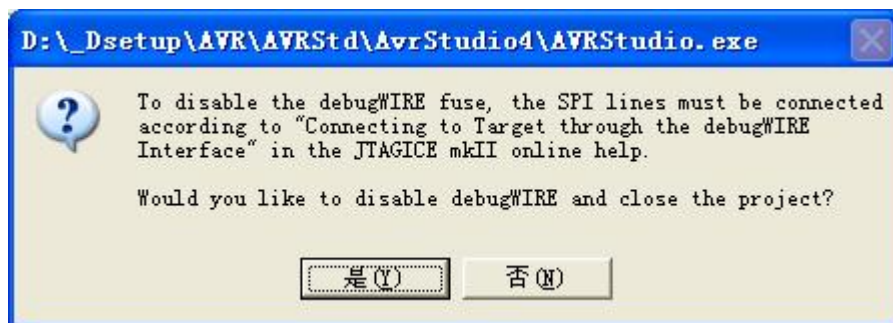 D:\_Dsetup\AVR\AVRStd\AvrStudio4\AVRStudio.exe
To disable the debugWIRE fuse, the SPI lines must be connected
according to "Connecting to Target through the debugWIRE
Interface" in the JTAGICE mkII online help.
Would you like to disable debugWIRE and close the project?
是(Y) 否(N)